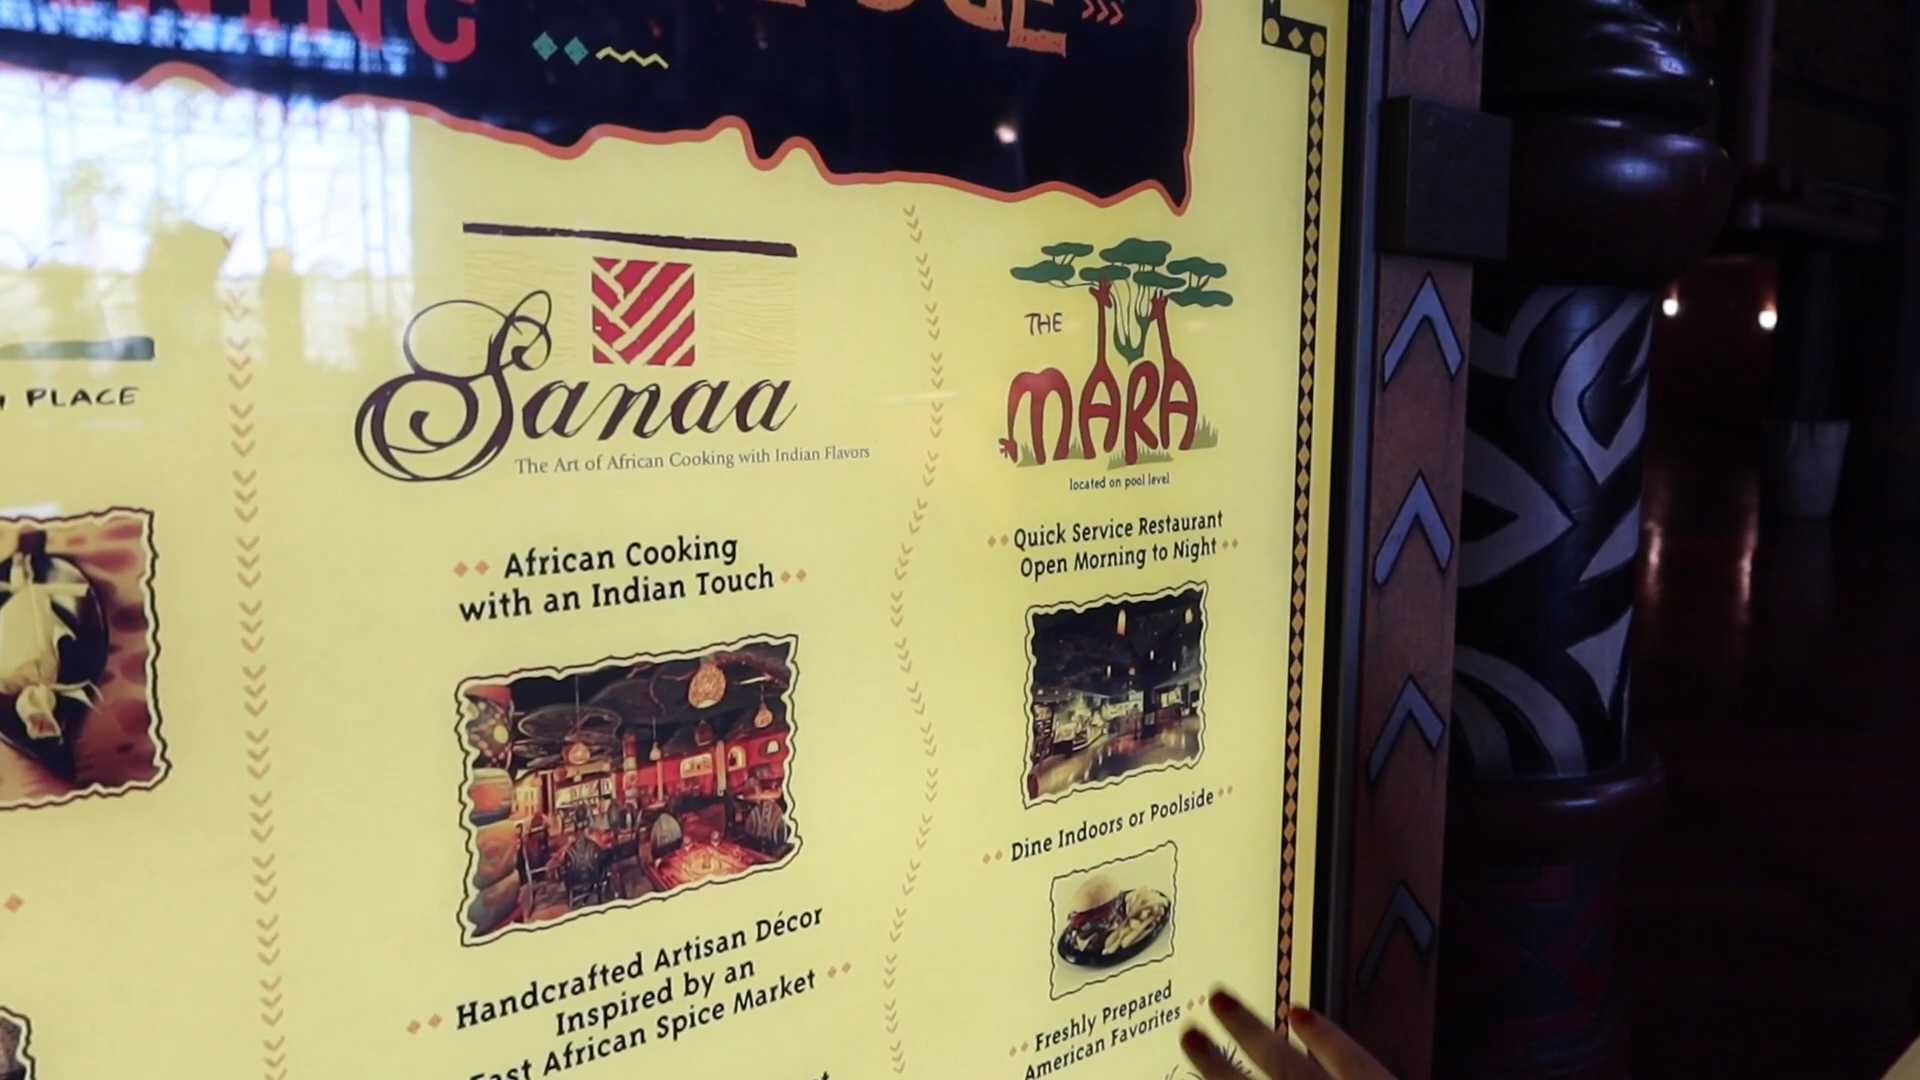 NING
PLACE
Sanaa
The Art of African Cooking with Indian Flavors
African Cooking
with an Indian Touch
Handcrafted Artisan Décor
Inspired by an
East African Spice Market
THE
MARA
located on pool level
Quick Service Restaurant
Open Morning to Night
Dine Indoors or Poolside
Freshly Prepared
American Favorites